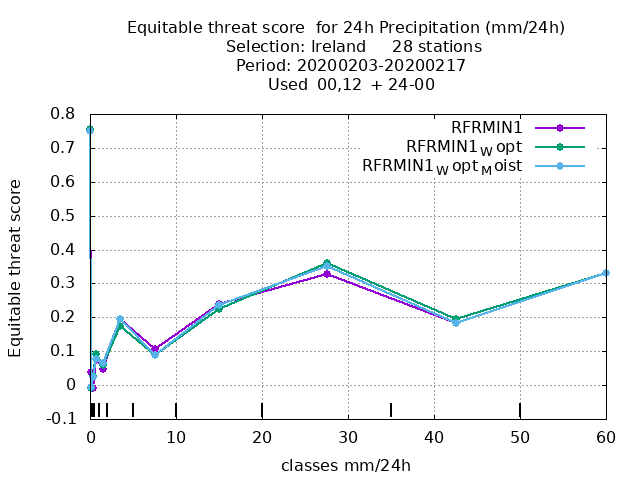 Equitable threat score for 24h Precipitation (mm/24h)
Selection: Ireland 28 stations
Period: 20200203-20200217
Used 00,12 + 24-00
RFRMIN1
RFRMIN1W opt
RFRMIN1W optM oist
Equitable threat score
0.8
0.7
0.6
0.5
0.4
0.3
0.2
0.1
0
-0.1
0 10 20 30 40 50 60
classes mm/24h